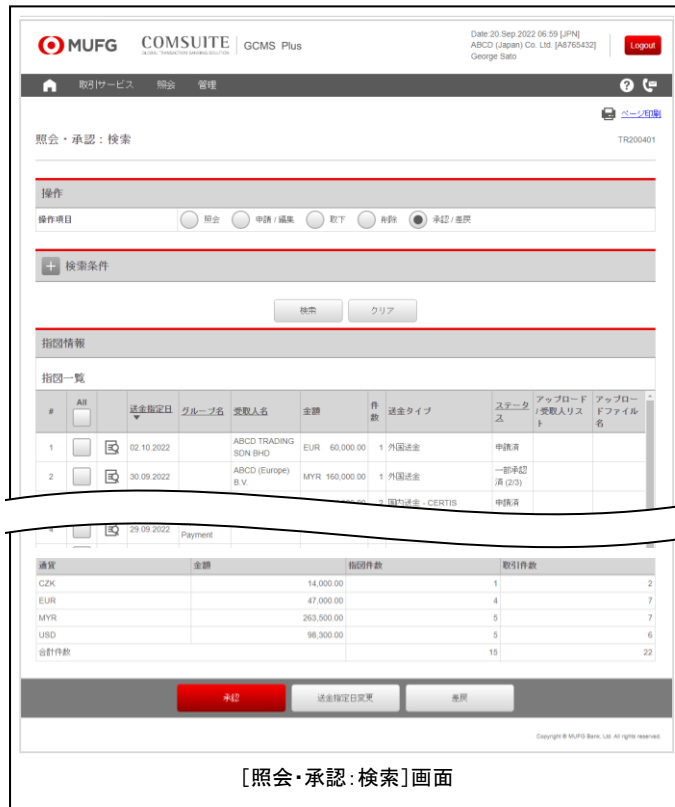 MUFG COMSUITE GCMS Plus
GLOBAL TRANSACTION BANKING SOLUTION
Date:20.Sep.2022 06:59 [JPN]
ABCD (Japan) Co. Ltd. [A8765432]
George Sato
Logout
取引サービス 照会 管理
ページ印刷
照会・承認：検索
TR200401
操作
操作項目 照会 申請 / 編集 取下 削除 承認 / 差戻
検索条件
検索 クリア
指図情報
指図一覧
# All 送金指定日▼ グループ名 受取人名 金額 件数 送金タイプ ステータス アップロード/受取人リスト アップロードファイル名
1 02.10.2022 ABCD TRADING SDN BHD EUR 60,000.00 1 外国送金 申請済
2 30.09.2022 ABCD (Europe) B.V. MYR 160,000.00 1 外国送金 一部承認済 (2/3)
国内送金 - CERTIS 申請済
29.09.2022 Payment
通貨 金額 指図件数 取引件数
CZK 14,000.00 1 2
EUR 47,000.00 4 7
MYR 263,500.00 5 7
USD 98,300.00 5 6
合計件数 15 22
承認 送金指定日変更 差戻
Copyright © MUFG Bank, Ltd. All rights reserved.
[照会・承認：検索]画面